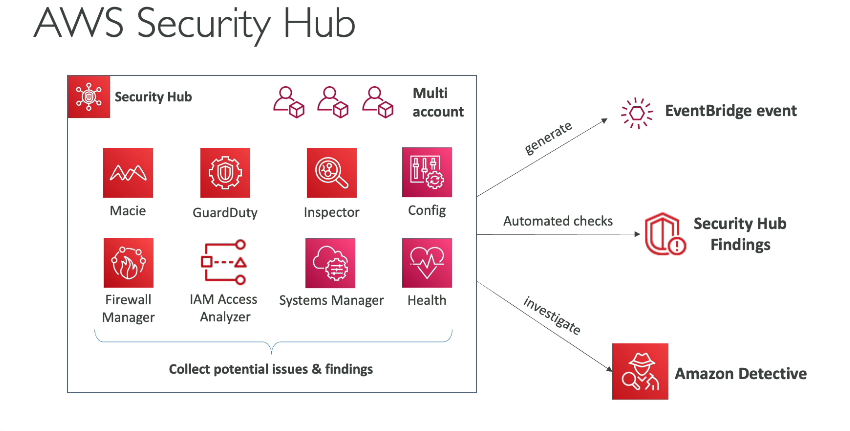 AWS Security Hub
Security Hub
Multi
account
Macie
GuardDuty
Inspector
Config
Firewall
Manager
IAM Access
Analyzer
Systems Manager
Health
Collect potential issues & findings
generate
EventBridge event
Automated checks
Security Hub
Findings
investigate
Amazon Detective